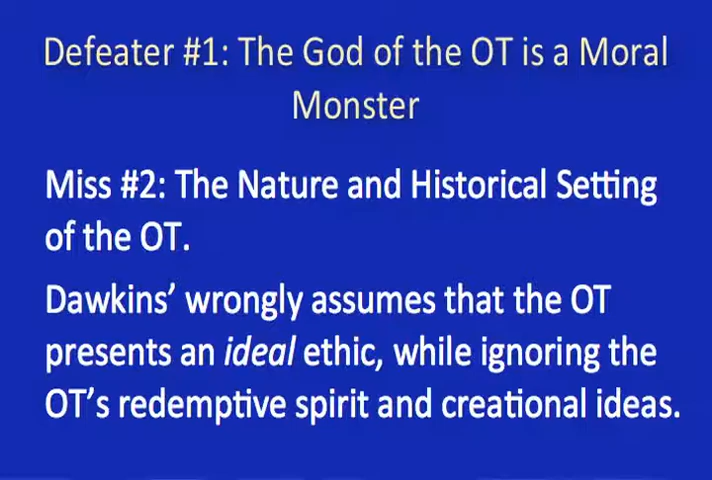 Defeater #1: The God of the OT is a Moral
Monster
Miss #2: The Nature and Historical Setting
of the OT.
Dawkins’ wrongly assumes that the OT
presents an ideal ethic, while ignoring the
OT’s redemptive spirit and creational ideas.